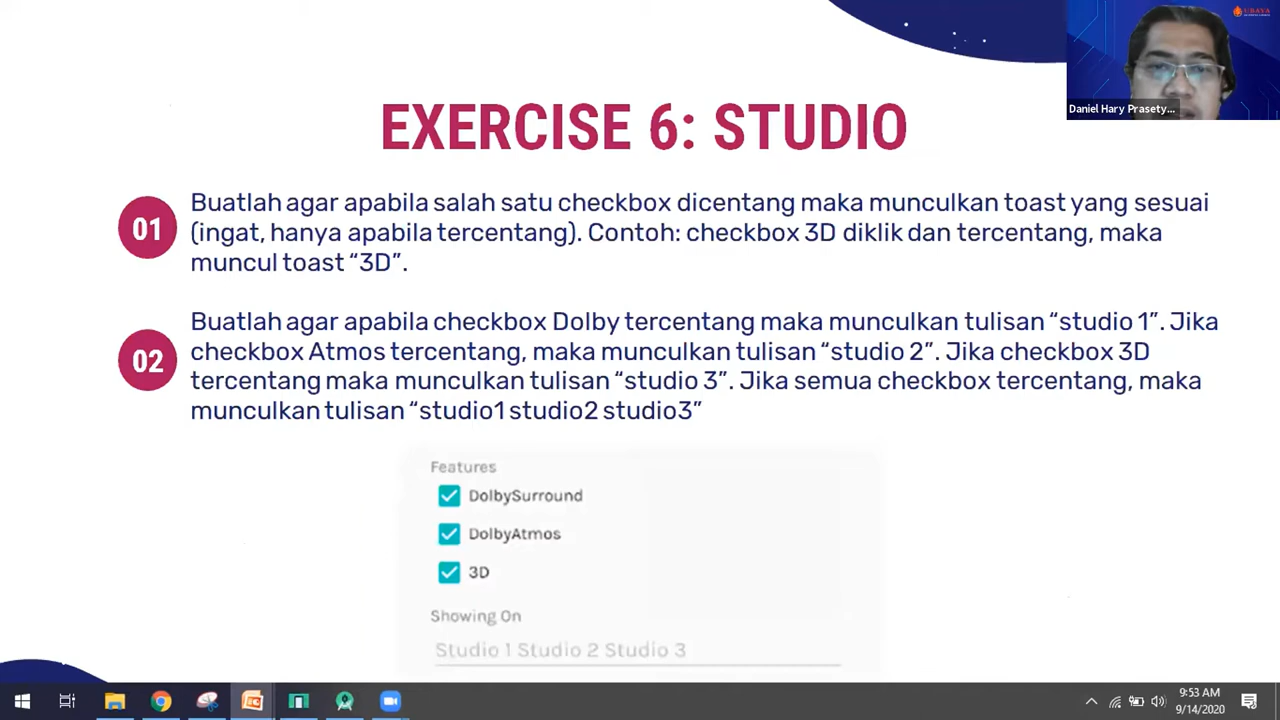 UBAYA
Daniel Hary Prasety...
EXERCISE 6: STUDIO
01
Buatlah agar apabila salah satu checkbox dicentang maka munculkan toast yang sesuai
(ingat, hanya apabila tercentang). Contoh: checkbox 3D diklik dan tercentang, maka
muncul toast “3D”.
02
Buatlah agar apabila checkbox Dolby tercentang maka munculkan tulisan “studio 1”. Jika
checkbox Atmos tercentang, maka munculkan tulisan “studio 2”. Jika checkbox 3D
tercentang maka munculkan tulisan “studio 3”. Jika semua checkbox tercentang, maka
munculkan tulisan “studio1 studio2 studio3”
Features
DolbySurround
DolbyAtmos
3D
Showing On
Studio 1 Studio 2 Studio 3
9:53 AM
9/14/2020